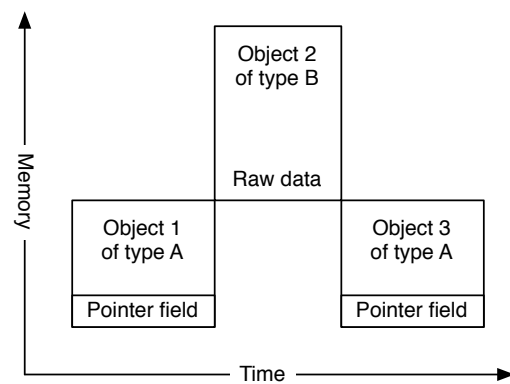 Object 2
of type B
Raw data
Memory
Object 1
of type A
Object 3
of type A
Pointer field
Pointer field
Time